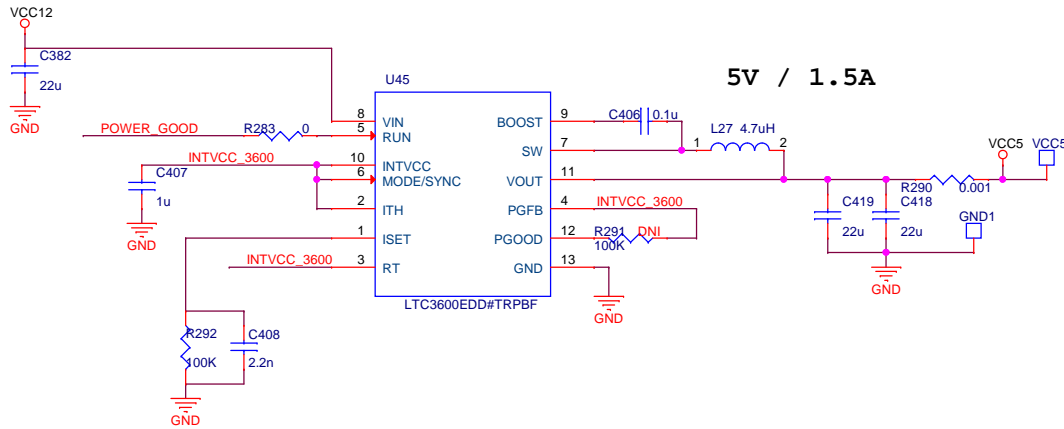 VCC12
C382
22u
GND
U45
5V / 1.5A
POWER_GOOD
R283
0
8
VIN
5
RUN
INTVCC_3600
10
INTVCC
6
MODE/SYNC
C407
1u
GND
2
ITH
1
ISET
INTVCC_3600
3
RT
BOOST
9
C406
0.1u
SW
7
1
L27 4.7uH
2
VOUT
11
PGFB
4
INTVCC_3600
PGOOD
12
R291
100K
DNI
GND
13
GND
LTC3600EDD#TRPBF
VCC5
VCC5
R290
0.001
C419
22u
C418
22u
GND1
GND
R292
100K
C408
2.2n
GND